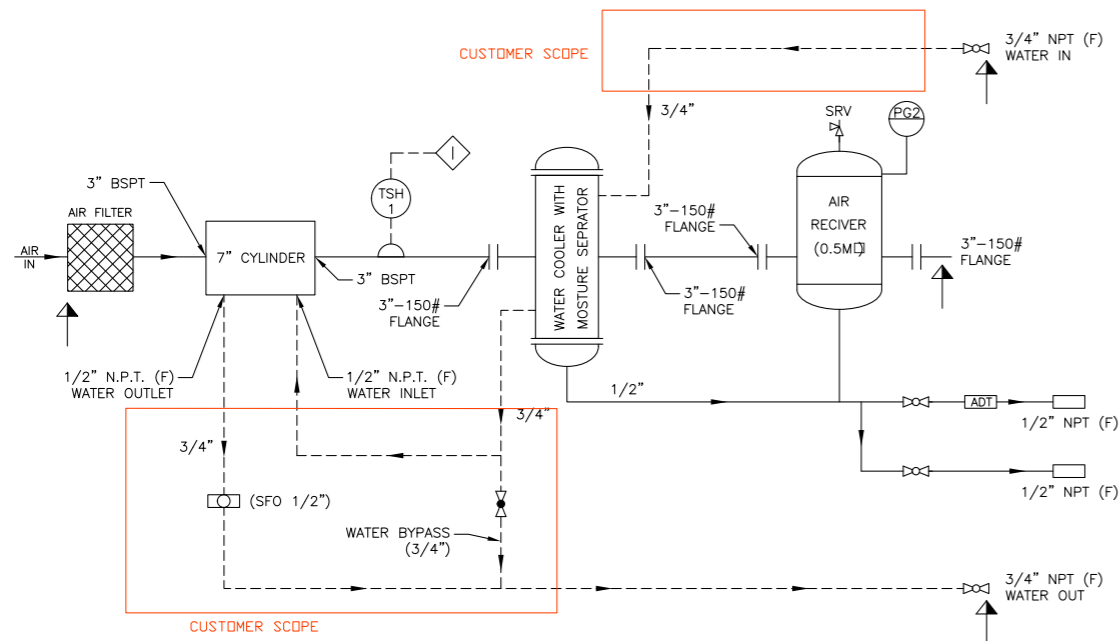 CUSTOMER SCOPE
3/4" NPT (F)
WATER IN
3/4"
SRV
PG2
I
TSH
1
3" BSPT
AIR FILTER
AIR
IN
7" CYLINDER
3" BSPT
3"-150#
FLANGE
WATER COOLER WITH
MOSTURE SEPRATOR
3"-150#
FLANGE
3"-150#
FLANGE
AIR
RECIVER
3"-150#
FLANGE
1/2" N.P.T. (F)
WATER OUTLET
1/2" N.P.T. (F)
WATER INLET
1/2"
ADT
1/2" NPT (F)
1/2" NPT (F)
3/4"
3/4"
(SFO 1/2")
WATER BYPASS
(3/4")
3/4" NPT (F)
WATER OUT
CUSTOMER SCOPE